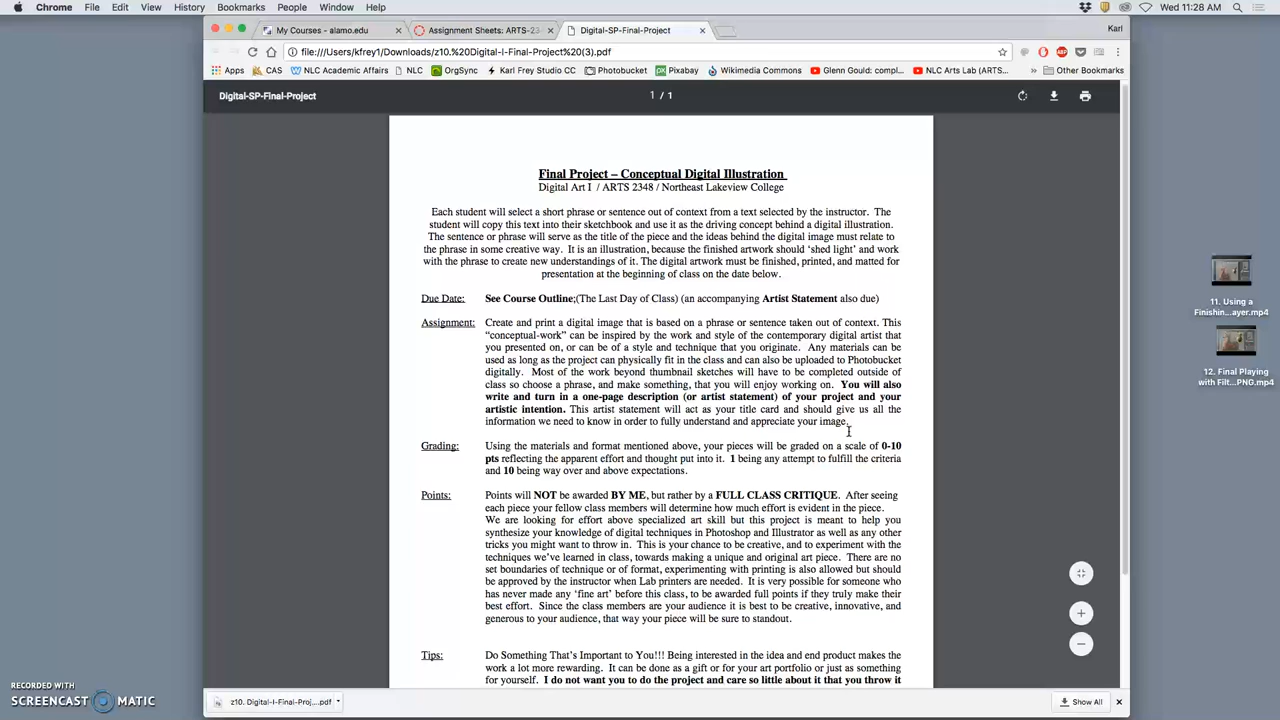 Chrome File Edit View History Bookmarks People Window Help Wed 11:28 AM
My Courses - alamo.edu Assignment Sheets: ARTS-23 Digital-SP-Final-Project Karl
file:///Users/kfrey1/Downloads/z10.%20Digital-I-Final-Project%20(3).pdf
Apps CAS NLC Academic Affairs NLC OrgSync Karl Frey Studio CC Photobucket Pixabay Wikimedia Commons Glenn Gould: compl... NLC Arts Lab (ARTS... » Other Bookmarks
Digital-SP-Final-Project 1 / 1
Final Project – Conceptual Digital Illustration
Digital Art I / ARTS 2348 / Northeast Lakeview College
Each student will select a short phrase or sentence out of context from a text selected by the instructor. The
student will copy this text into their sketchbook and use it as the driving concept behind a digital illustration.
The sentence or phrase will serve as the title of the piece and the ideas behind the digital image must relate to
the phrase in some creative way. It is an illustration, because the finished artwork should ‘shed light’ and work
with the phrase to create new understandings of it. The digital artwork must be finished, printed, and matted for
presentation at the beginning of class on the date below.
Due Date: See Course Outline;(The Last Day of Class) (an accompanying Artist Statement also due)
Assignment: Create and print a digital image that is based on a phrase or sentence taken out of context. This
“conceptual-work” can be inspired by the work and style of the contemporary digital artist that
you presented on, or can be of a style and technique that you originate. Any materials can be
used as long as the project can physically fit in the class and can also be uploaded to Photobucket
digitally. Most of the work beyond thumbnail sketches will have to be completed outside of
class so choose a phrase, and make something, that you will enjoy working on. You will also
write and turn in a one-page description (or artist statement) of your project and your
artistic intention. This artist statement will act as your title card and should give us all the
information we need to know in order to fully understand and appreciate your image.
Grading: Using the materials and format mentioned above, your pieces will be graded on a scale of 0-10
pts reflecting the apparent effort and thought put into it. 1 being any attempt to fulfill the criteria
and 10 being way over and above expectations.
Points: Points will NOT be awarded BY ME, but rather by a FULL CLASS CRITIQUE. After seeing
each piece your fellow class members will determine how much effort is evident in the piece.
We are looking for effort above specialized art skill but this project is meant to help you
synthesize your knowledge of digital techniques in Photoshop and Illustrator as well as any other
tricks you might want to throw in. This is your chance to be creative, and to experiment with the
techniques we’ve learned in class, towards making a unique and original art piece. There are no
set boundaries of technique or of format, experimenting with printing is also allowed but should
be approved by the instructor when Lab printers are needed. It is very possible for someone who
has never made any ‘fine art’ before this class, to be awarded full points if they truly make their
best effort. Since the class members are your audience it is best to be creative, innovative, and
generous to your audience, that way your piece will be sure to standout.
Tips: Do Something That’s Important to You!!! Being interested in the idea and end product makes the
work a lot more rewarding. It can be done as a gift or for your art portfolio or just as something
for yourself. I do not want you to do the project and care so little about it that you throw it
11. Using a
Finishin...ayer.mp4
12. Final Playing
with Filt...PNG.mp4
z10. Digital-I-Final-Proj....pdf Show All
RECORDED WITH
SCREENCAST MATIC